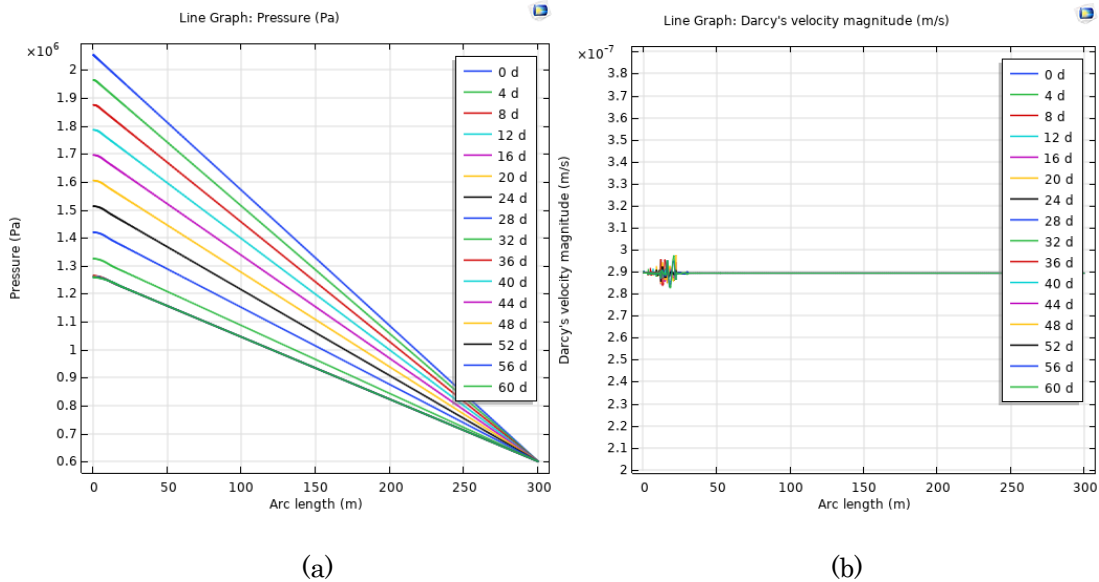 Line Graph: Pressure (Pa)
×10⁶
2
1.9
1.8
1.7
1.6
1.5
1.4
1.3
1.2
1.1
1
0.9
0.8
0.7
0.6
Pressure (Pa)
0 50 100 150 200 250 300
Arc length (m)
0 d
4 d
8 d
12 d
16 d
20 d
24 d
28 d
32 d
36 d
40 d
44 d
48 d
52 d
56 d
60 d
(a)
Line Graph: Darcy's velocity magnitude (m/s)
×10⁻⁷
3.8
3.7
3.6
3.5
3.4
3.3
3.2
3.1
3
2.9
2.8
2.7
2.6
2.5
2.4
2.3
2.2
2.1
2
Darcy's velocity magnitude (m/s)
0 50 100 150 200 250 300
Arc length (m)
0 d
4 d
8 d
12 d
16 d
20 d
24 d
28 d
32 d
36 d
40 d
44 d
48 d
52 d
56 d
60 d
(b)